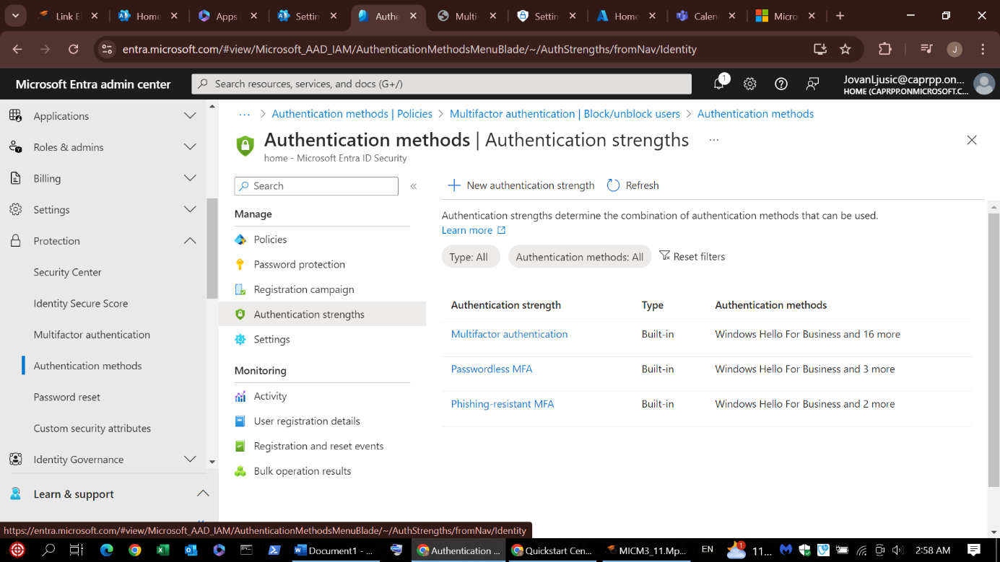 Link E
Home
Apps
Settin
Authe
Multi-
Settin
Home
Calen
Micro
entra.microsoft.com/#view/Microsoft_AAD_IAM/AuthenticationMethodsMenuBlade/~/AuthStrengths/fromNav/Identity
J
Microsoft Entra admin center
Search resources, services, and docs (G+/)
1
JovanLjusic@caprpp.on...
HOME (CAPRPP.ONMICROSOFT.C...
Applications
Roles & admins
Billing
Settings
Protection
Security Center
Identity Secure Score
Multifactor authentication
Authentication methods
Password reset
Custom security attributes
Identity Governance
Learn & support
... > Authentication methods | Policies > Multifactor authentication | Block/unblock users > Authentication methods
Authentication methods | Authentication strengths ...
home - Microsoft Entra ID Security
Search
Manage
Policies
Password protection
Registration campaign
Authentication strengths
Settings
Monitoring
Activity
User registration details
Registration and reset events
Bulk operation results
New authentication strength Refresh
Authentication strengths determine the combination of authentication methods that can be used.
Learn more
Type: All Authentication methods: All Reset filters
Authentication strength Type Authentication methods
Multifactor authentication Built-in Windows Hello For Business and 16 more
Passwordless MFA Built-in Windows Hello For Business and 3 more
Phishing-resistant MFA Built-in Windows Hello For Business and 2 more
https://entra.microsoft.com/#view/Microsoft_AAD_IAM/AuthenticationMethodsMenuBlade/~/AuthStrengths/fromNav/Identity
Document1 - ...
Authentication ...
Quickstart Cen...
MICM3_11.Mp...
EN
1
11...
2:58 AM